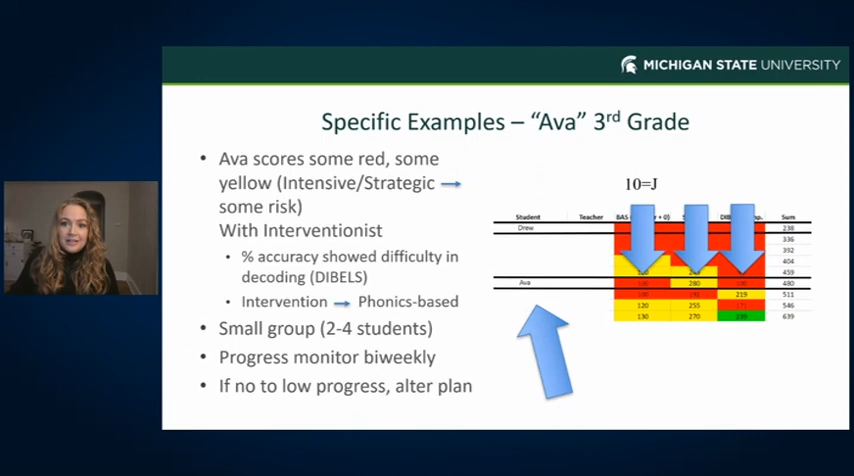 MICHIGAN STATE UNIVERSITY
Specific Examples – “Ava” 3rd Grade
• Ava scores some red, some
yellow (Intensive/Strategic
some risk)
With Interventionist
• % accuracy showed difficulty in
decoding (DIBELS)
• Intervention Phonics-based
• Small group (2-4 students)
• Progress monitor biweekly
• If no to low progress, alter plan
10=J
Student Teacher BAS Sum
Drew 238
336
392
404
459
Ava 280 480
219 511
120 255 171 546
130 270 239 639